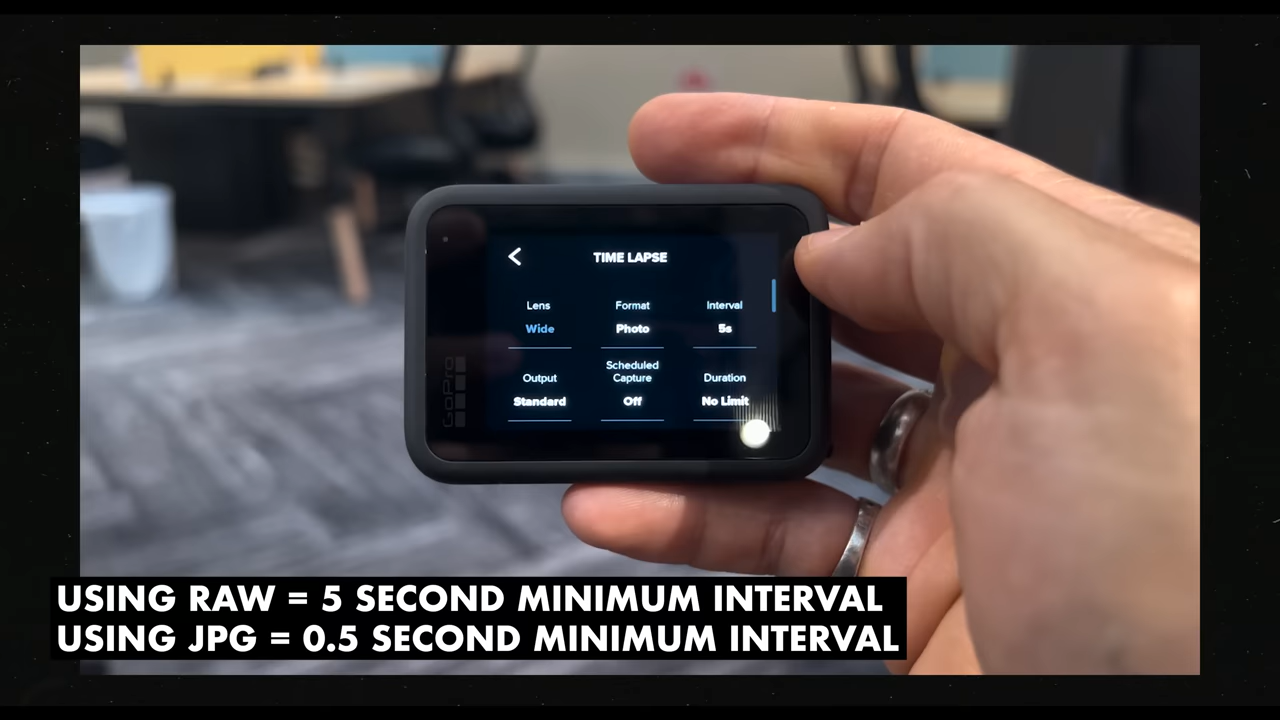 TIME LAPSE
Lens Format Interval
Wide Photo 5s
Output Scheduled Capture Duration
Standard Off No Limit
GoPro
USING RAW = 5 SECOND MINIMUM INTERVAL
USING JPG = 0.5 SECOND MINIMUM INTERVAL